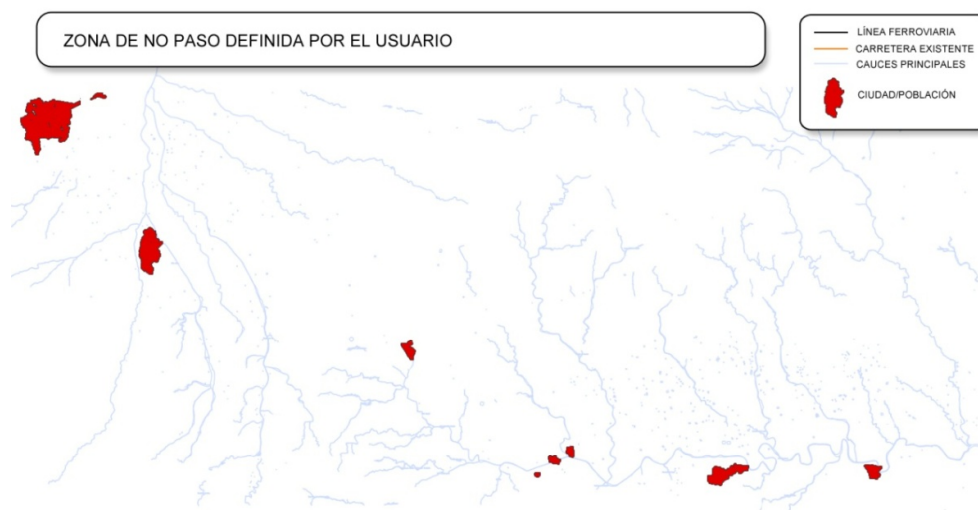 ZONA DE NO PASO DEFINIDA POR EL USUARIO
LÍNEA FERROVIARIA
CARRETERA EXISTENTE
CAUCES PRINCIPALES
CIUDAD/POBLACIÓN